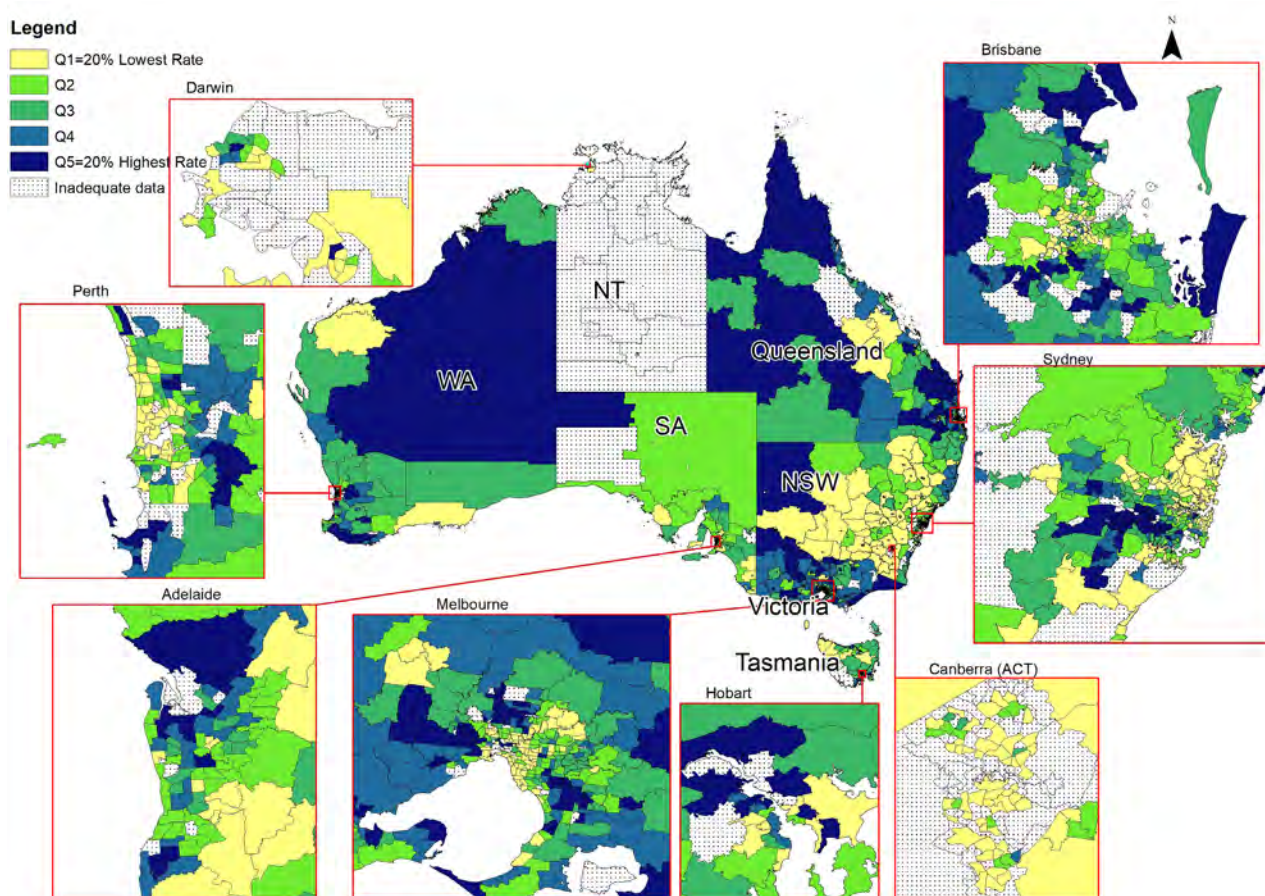 Legend
Q1=20% Lowest Rate
Q2
Q3
Q4
Q5=20% Highest Rate
Inadequate data
Darwin
N
Brisbane
Perth
NT
Queensland
WA
Sydney
SA
NSW
Adelaide
Melbourne
Victoria
Tasmania
Canberra (ACT)
Hobart